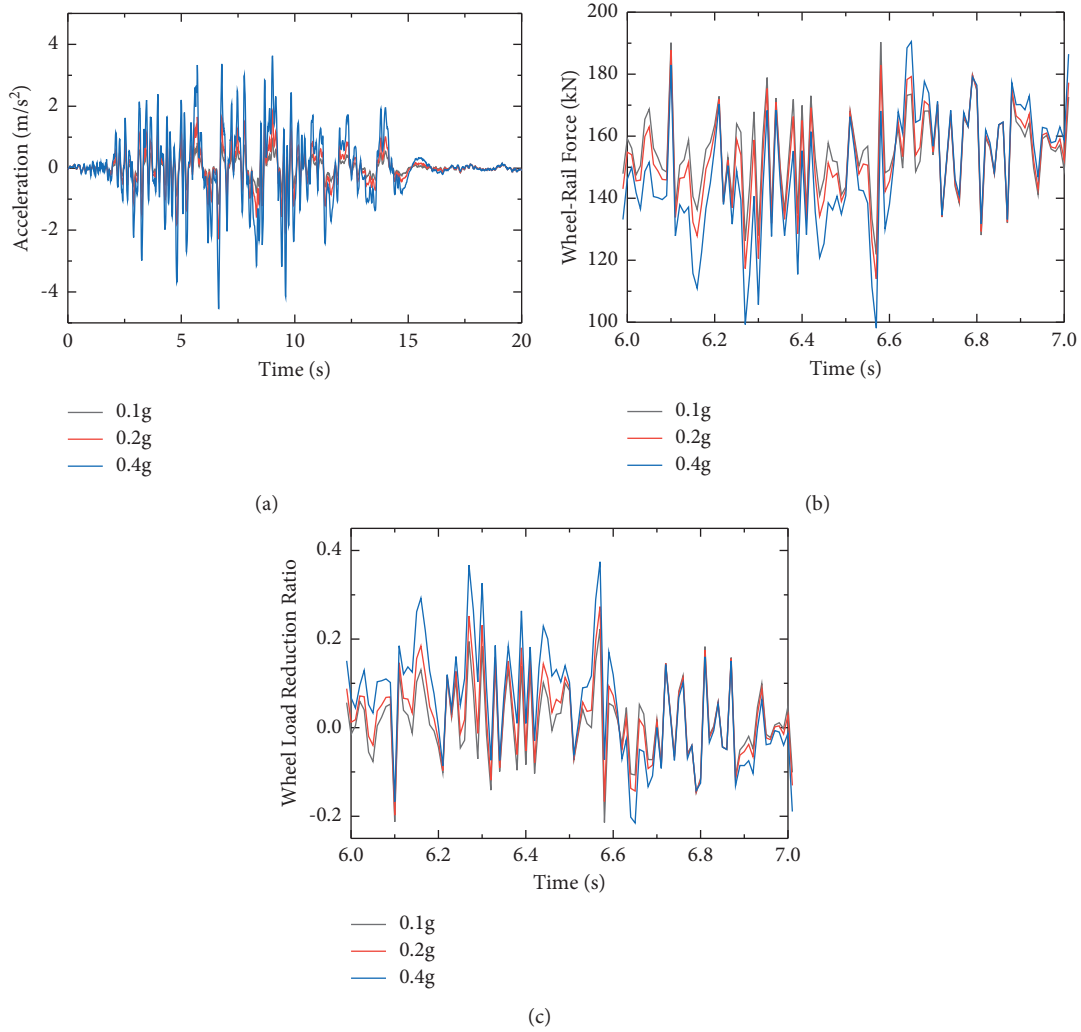 4
2
0
-2
-4
Acceleration (m/s2)
0
5
10
15
20
Time (s)
0.1g
0.2g
0.4g
(a)
200
180
160
140
120
100
Wheel-Rail Force (kN)
6.0
6.2
6.4
6.6
6.8
7.0
Time (s)
0.1g
0.2g
0.4g
(b)
0.4
0.2
0.0
-0.2
Wheel Load Reduction Ratio
6.0
6.2
6.4
6.6
6.8
7.0
Time (s)
0.1g
0.2g
0.4g
(c)